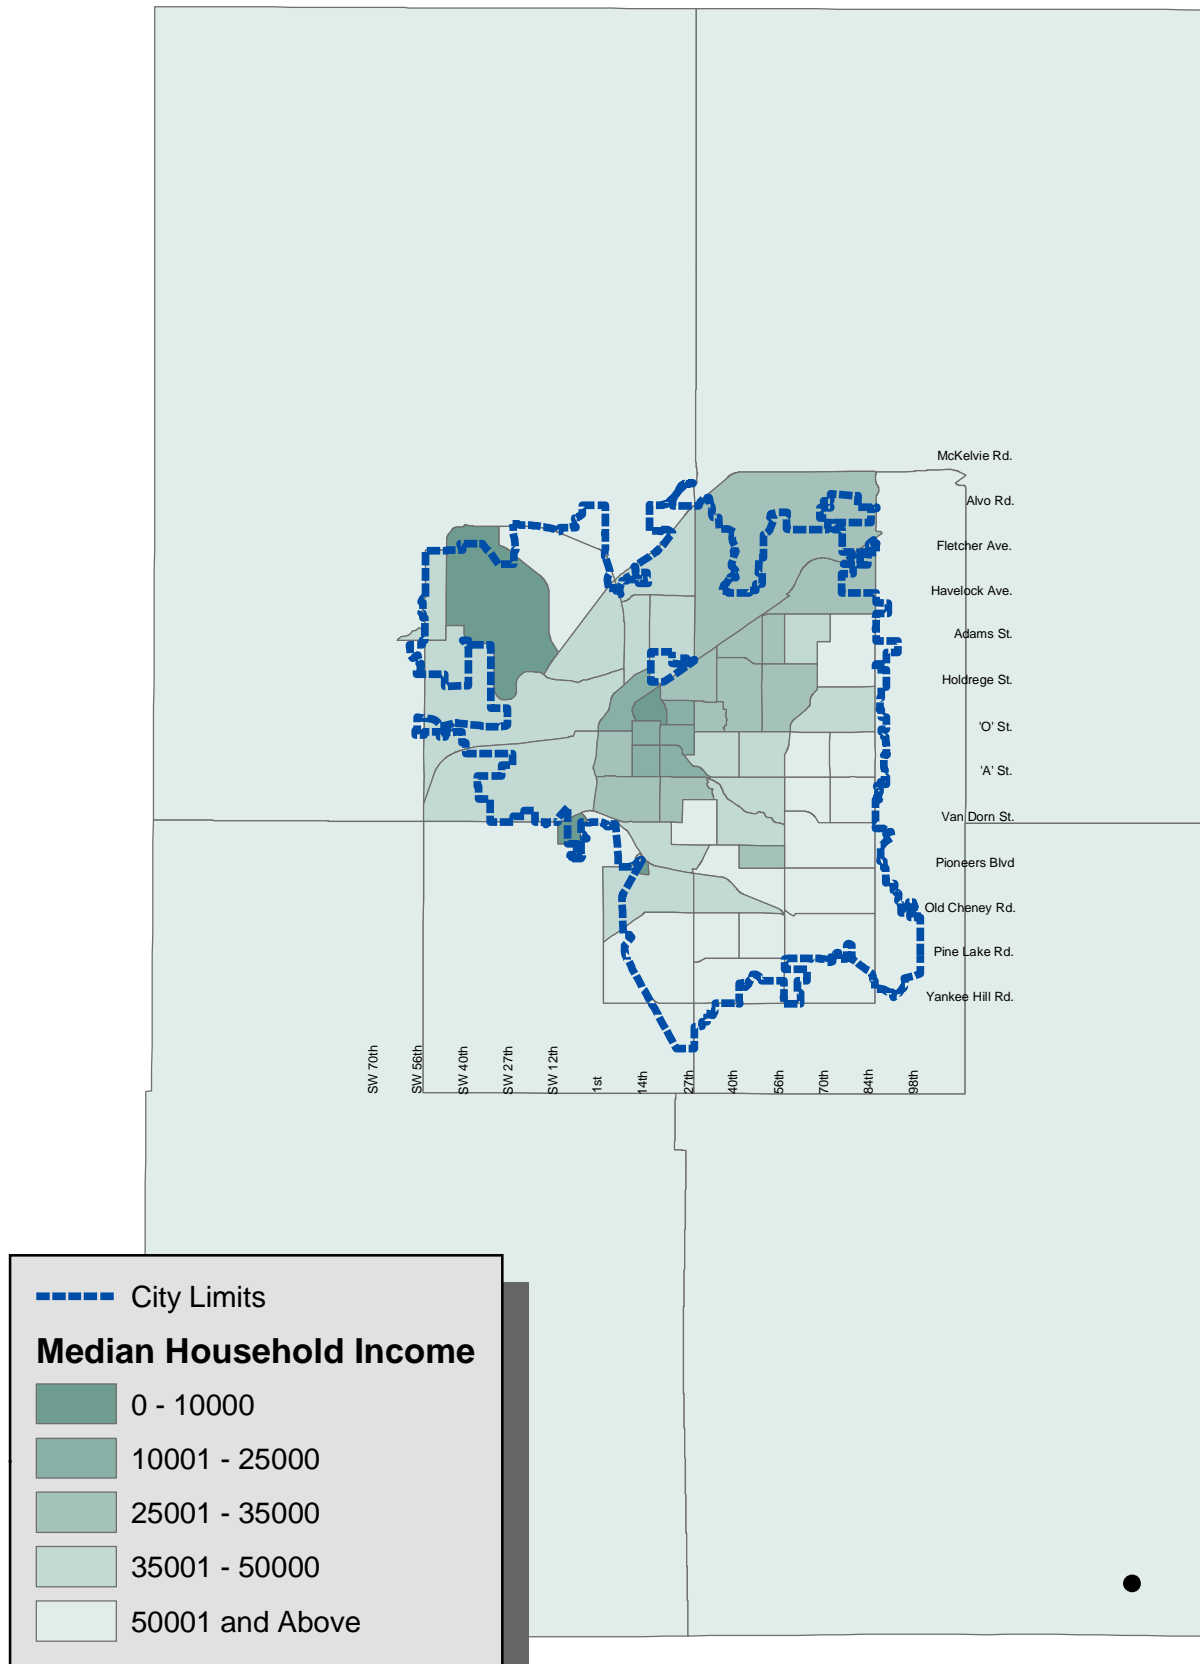 McKelvie Rd.
Alvo Rd.
Fletcher Ave.
Havelock Ave.
Adams St.
Holdrege St.
'O' St.
'A' St.
Van Dorn St.
Pioneers Blvd
Old Cheney Rd.
Pine Lake Rd.
Yankee Hill Rd.
SW 70th
SW 56th
SW 40th
SW 27th
SW 12th
1st
14th
27th
40th
56th
70th
84th
98th
City Limits
Median Household Income
0 - 10000
10001 - 25000
25001 - 35000
35001 - 50000
50001 and Above